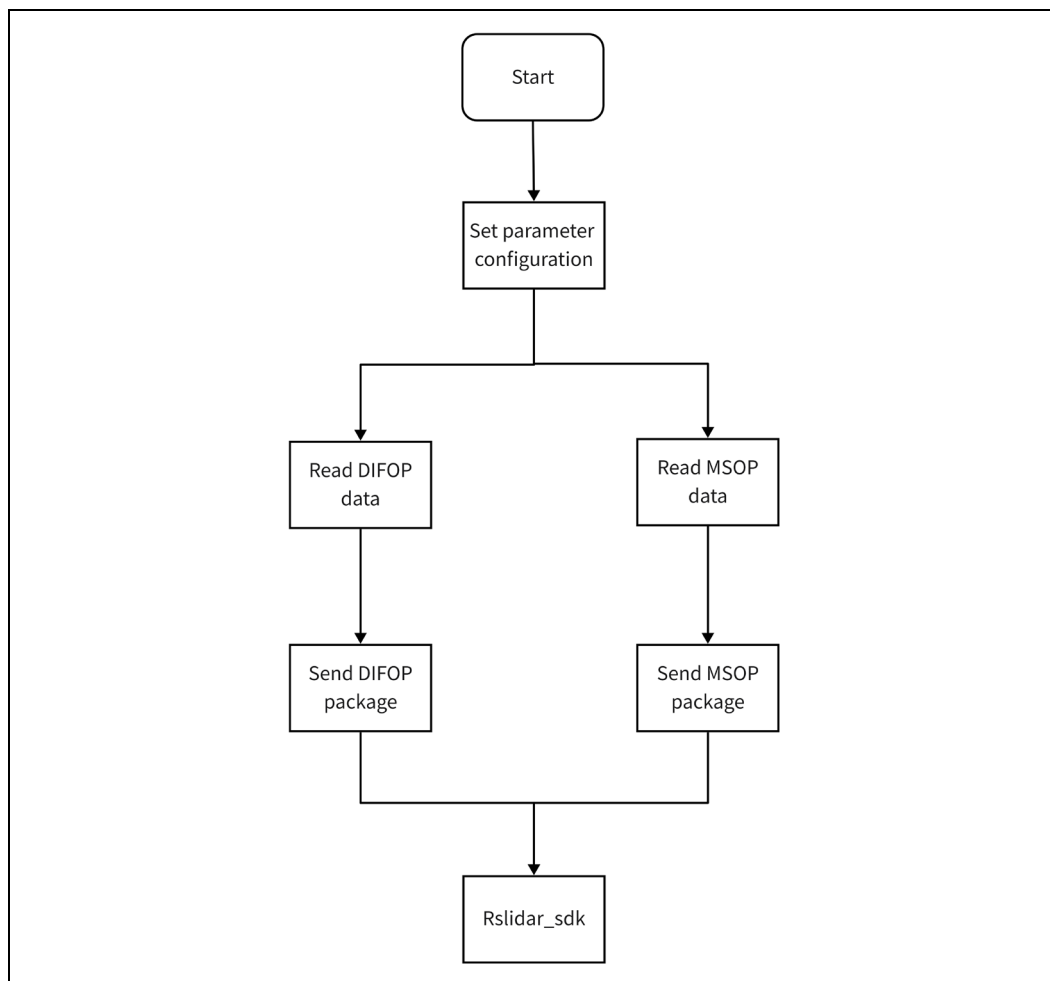 Start
Set parameter
configuration
Read DIFOP
data
Read MSOP
data
Send DIFOP
package
Send MSOP
package
Rslidar_sdk